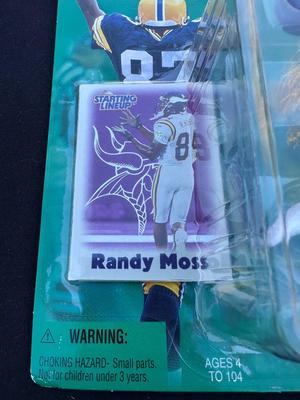 87
STARTING
LINEUP
Randy Moss
WARNING:
CHOKING HAZARD- Small parts.
Not for children under 3 years.
AGES 4
TO 104